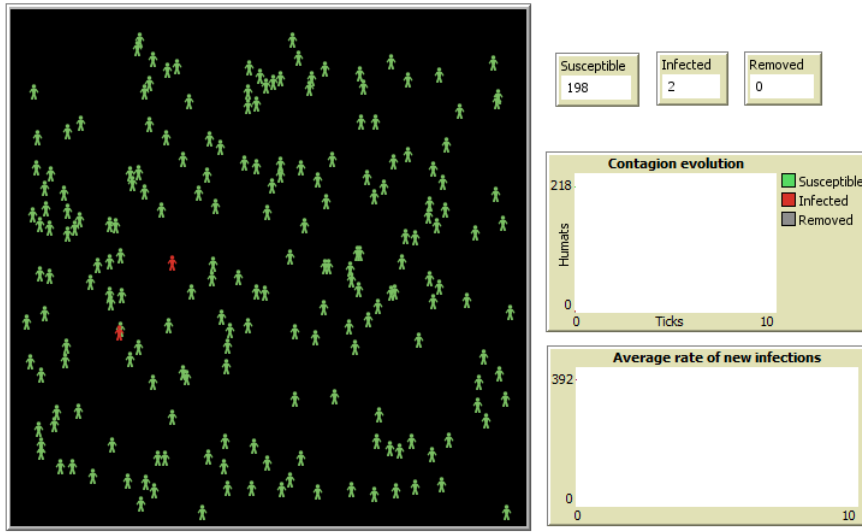 Susceptible
198
Infected
2
Removed
0
Contagion evolution
218
Humats
0
0
Ticks
10
Susceptible
Infected
Removed
Average rate of new infections
392
0
0
10